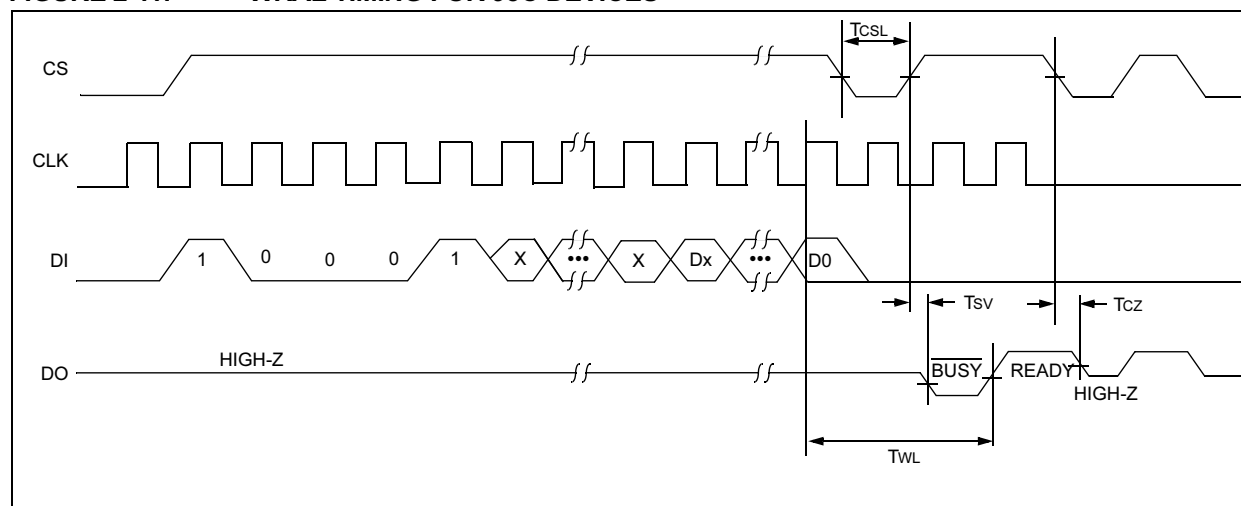 TCSL
CS
CLK
DI 1 0 0 0 1 X ••• X Dx ••• D0
TSV TCZ
HIGH-Z BUSY READY
DO
HIGH-Z
TWL